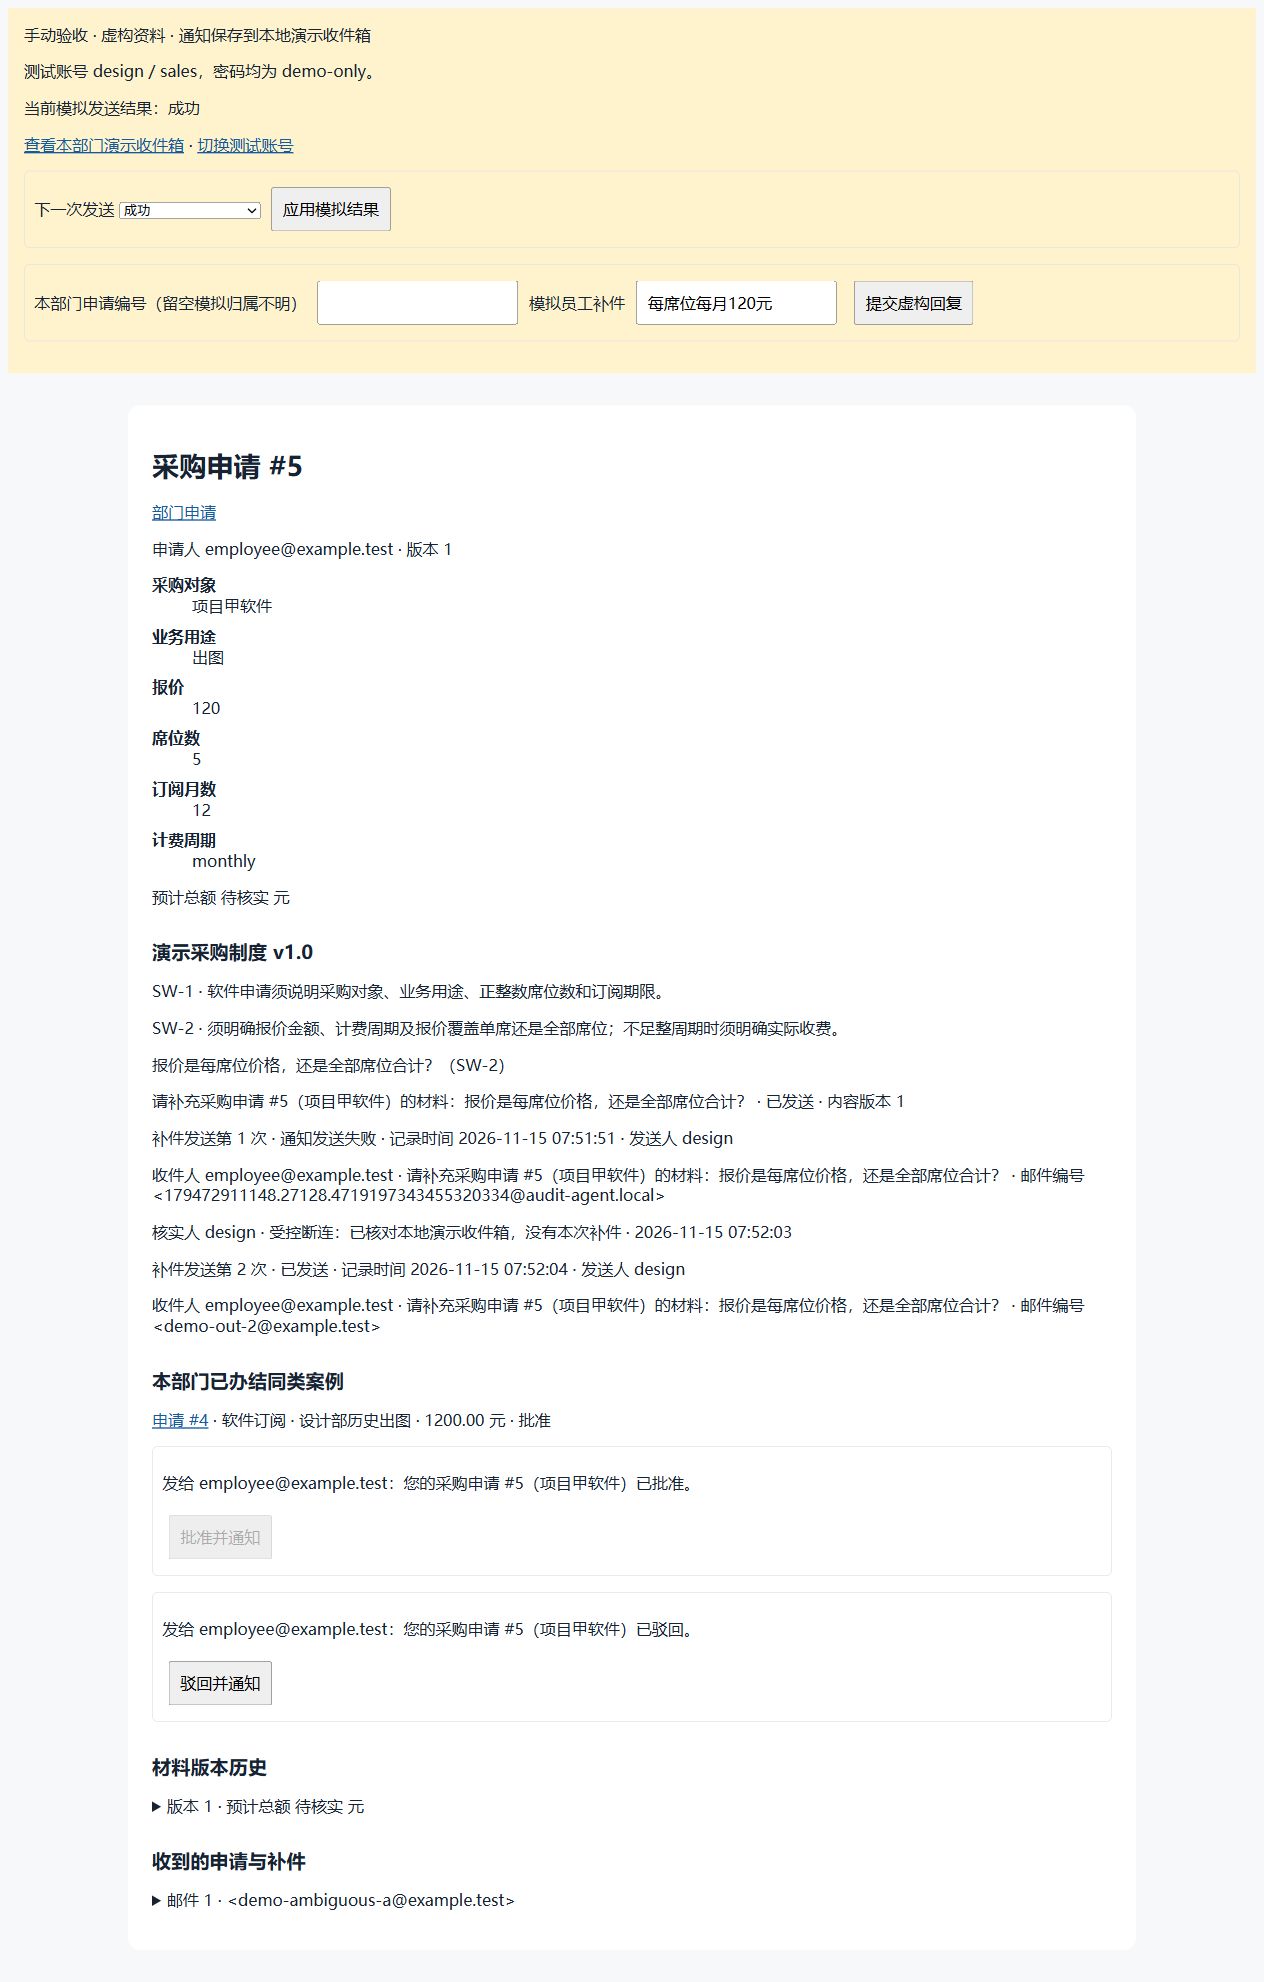 手动验收 · 虚构资料 · 通知保存到本地演示收件箱
测试账号 design / sales，密码均为 demo-only。
当前模拟发送结果：成功
查看本部门演示收件箱 · 切换测试账号
下一次发送 成功 应用模拟结果
本部门申请编号（留空模拟归属不明） 模拟员工补件 每席位每月120元 提交虚构回复
采购申请 #5
部门申请
申请人 employee@example.test · 版本 1
采购对象
项目甲软件
业务用途
出图
报价
120
席位数
5
订阅月数
12
计费周期
monthly
预计总额 待核实 元
演示采购制度 v1.0
SW-1 · 软件申请须说明采购对象、业务用途、正整数席位数和订阅期限。
SW-2 · 须明确报价金额、计费周期及报价覆盖单席还是全部席位；不足整周期时须明确实际收费。
报价是每席位价格，还是全部席位合计？（SW-2）
请补充采购申请 #5（项目甲软件）的材料：报价是每席位价格，还是全部席位合计？ · 已发送 · 内容版本 1
补件发送第 1 次 · 通知发送失败 · 记录时间 2026-11-15 07:51:51 · 发送人 design
收件人 employee@example.test · 请补充采购申请 #5（项目甲软件）的材料：报价是每席位价格，还是全部席位合计？ · 邮件编号
<179472911148.27128.4719197343455320334@audit-agent.local>
核实人 design · 受控断连：已核对本地演示收件箱，没有本次补件 · 2026-11-15 07:52:03
补件发送第 2 次 · 已发送 · 记录时间 2026-11-15 07:52:04 · 发送人 design
收件人 employee@example.test · 请补充采购申请 #5（项目甲软件）的材料：报价是每席位价格，还是全部席位合计？ · 邮件编号
<demo-out-2@example.test>
本部门已办结同类案例
申请 #4 · 软件订阅 · 设计部历史出图 · 1200.00 元 · 批准
发给 employee@example.test：您的采购申请 #5（项目甲软件）已批准。
批准并通知
发给 employee@example.test：您的采购申请 #5（项目甲软件）已驳回。
驳回并通知
材料版本历史
▶ 版本 1 · 预计总额 待核实 元
收到的申请与补件
▶ 邮件 1 · <demo-ambiguous-a@example.test>